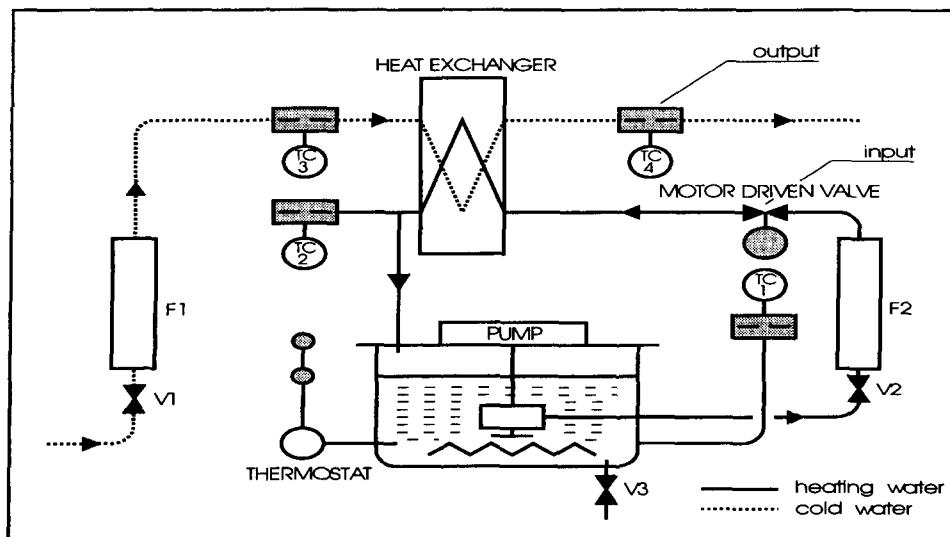 output
HEAT EXCHANGER
TC
3
TC
4
input
MOTOR DRIVEN VALVE
TC
2
TC
1
F1
F2
PUMP
V1
V2
THERMOSTAT
V3
heating water
cold water